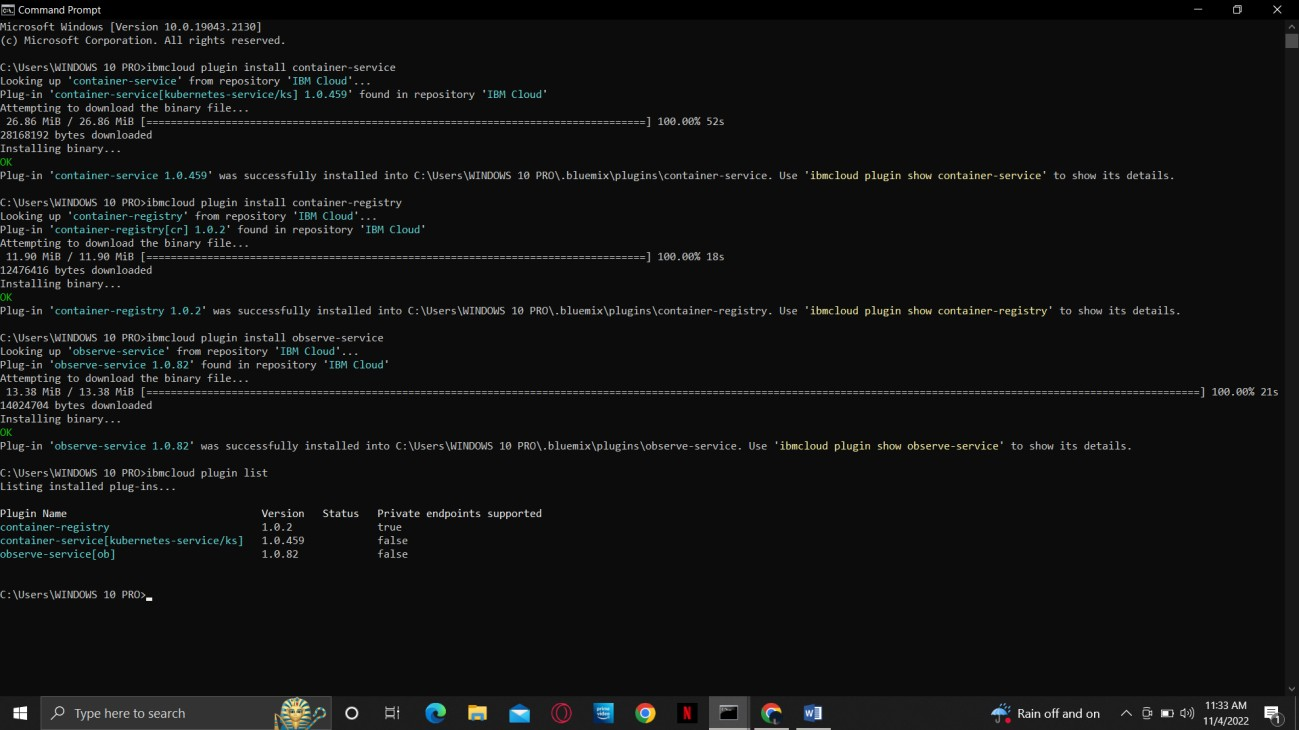 Command Prompt
Microsoft Windows [Version 10.0.19043.2130]
(c) Microsoft Corporation. All rights reserved.
C:\Users\WINDOWS 10 PRO>ibmcloud plugin install container-service
Looking up 'container-service' from repository 'IBM Cloud'...
Plug-in 'container-service[kubernetes-service/ks] 1.0.459' found in repository 'IBM Cloud'
Attempting to download the binary file...
26.86 MiB / 26.86 MiB [==================================================================================] 100.00% 52s
28168192 bytes downloaded
Installing binary...
OK
Plug-in 'container-service 1.0.459' was successfully installed into C:\Users\WINDOWS 10 PRO\.bluemix\plugins\container-service. Use 'ibmcloud plugin show container-service' to show its details.
C:\Users\WINDOWS 10 PRO>ibmcloud plugin install container-registry
Looking up 'container-registry' from repository 'IBM Cloud'...
Plug-in 'container-registry[cr] 1.0.2' found in repository 'IBM Cloud'
Attempting to download the binary file...
11.90 MiB / 11.90 MiB [==================================================================================] 100.00% 18s
12476416 bytes downloaded
Installing binary...
OK
Plug-in 'container-registry 1.0.2' was successfully installed into C:\Users\WINDOWS 10 PRO\.bluemix\plugins\container-registry. Use 'ibmcloud plugin show container-registry' to show its details.
C:\Users\WINDOWS 10 PRO>ibmcloud plugin install observe-service
Looking up 'observe-service' from repository 'IBM Cloud'...
Plug-in 'observe-service 1.0.82' found in repository 'IBM Cloud'
Attempting to download the binary file...
13.38 MiB / 13.38 MiB [=============================================================================================================================================================================] 100.00% 21s
14024704 bytes downloaded
Installing binary...
OK
Plug-in 'observe-service 1.0.82' was successfully installed into C:\Users\WINDOWS 10 PRO\.bluemix\plugins\observe-service. Use 'ibmcloud plugin show observe-service' to show its details.
C:\Users\WINDOWS 10 PRO>ibmcloud plugin list
Listing installed plug-ins...
Plugin Name Version Status Private endpoints supported
container-registry 1.0.2 true
container-service[kubernetes-service/ks] 1.0.459 false
observe-service[ob] 1.0.82 false
C:\Users\WINDOWS 10 PRO>
Type here to search
Rain off and on
11:33 AM
11/4/2022
1